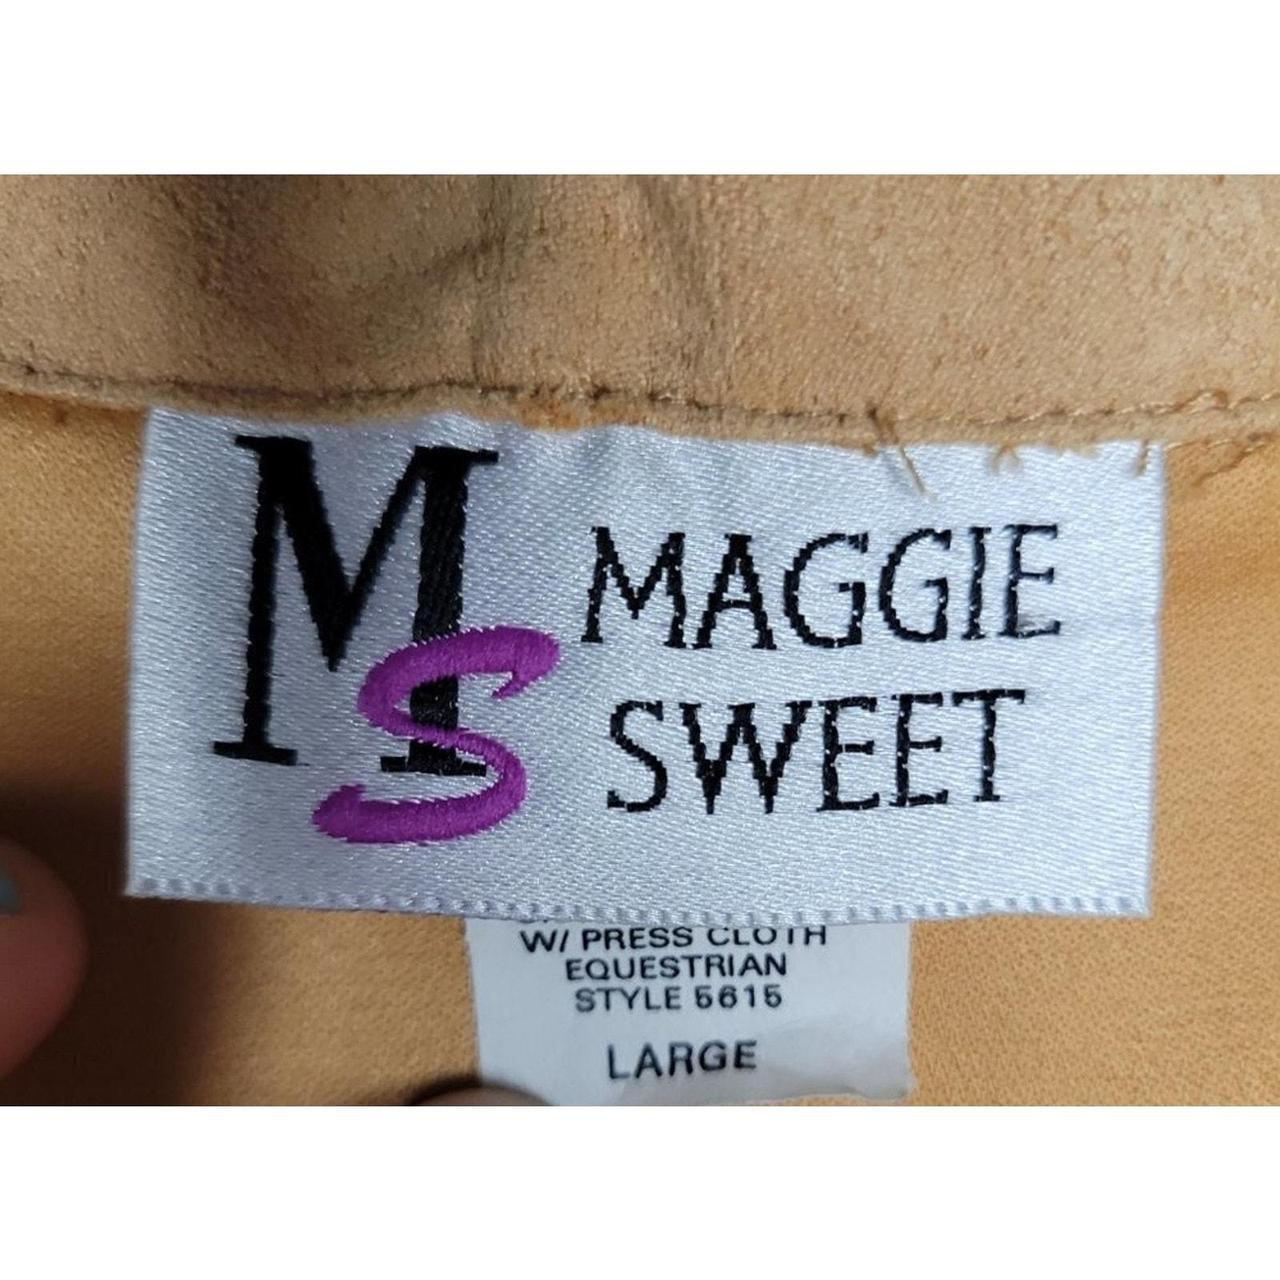 MS
MAGGIE
SWEET
W/ PRESS CLOTH
EQUESTRIAN
STYLE 5615
LARGE